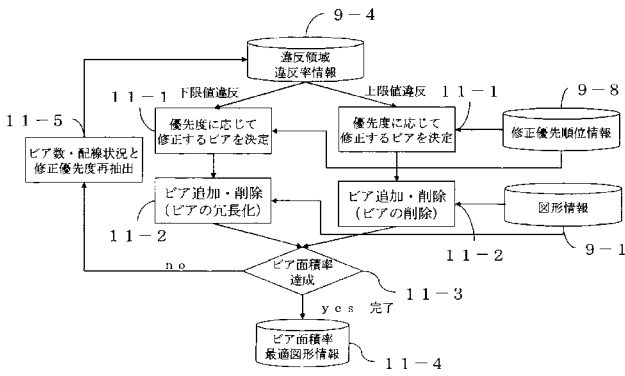 9-4
違反領域
違反率情報
下限値違反
上限値違反
11-1
11-1
9-8
11-5
優先度に応じて
修正するビアを決定
優先度に応じて
修正するビアを決定
修正優先順位情報
ビア数・配線状況と
修正優先度再抽出
ビア追加・削除
(ビアの冗長化)
ビア追加・削除
(ビアの削除)
図形情報
11-2
11-2
9-1
no
ビア面積率
達成
11-3
yes 完了
ビア面積率
最適図形情報
11-4